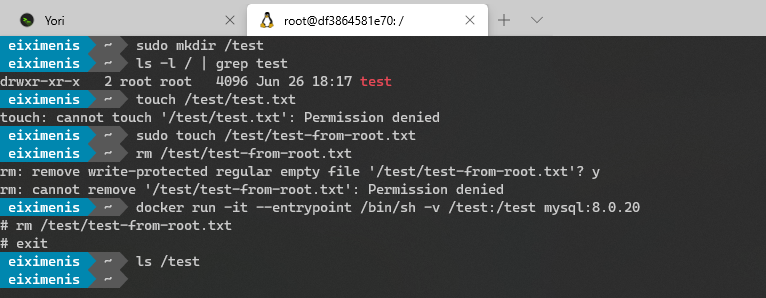 Yori
root@df3864581e70: /
eiximenis ~ sudo mkdir /test
eiximenis ~ ls -l / | grep test
drwxr-xr-x   2 root root   4096 Jun 26 18:17 test
eiximenis ~ touch /test/test.txt
touch: cannot touch '/test/test.txt': Permission denied
eiximenis ~ sudo touch /test/test-from-root.txt
eiximenis ~ rm /test/test-from-root.txt
rm: remove write-protected regular empty file '/test/test-from-root.txt'? y
rm: cannot remove '/test/test-from-root.txt': Permission denied
eiximenis ~ docker run -it --entrypoint /bin/sh -v /test:/test mysql:8.0.20
# rm /test/test-from-root.txt
# exit
eiximenis ~ ls /test
eiximenis ~